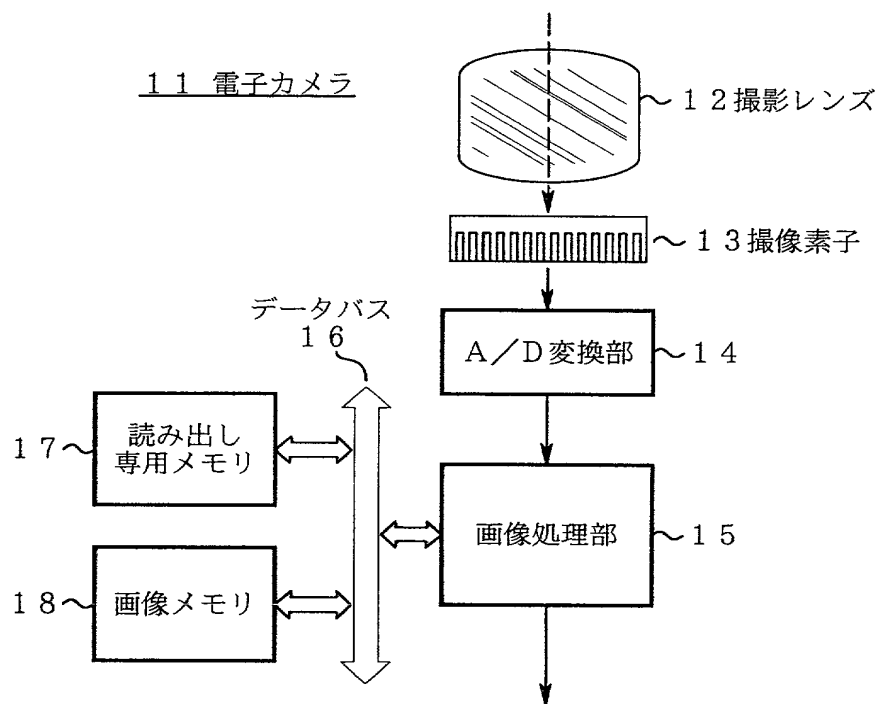 １１ 電子カメラ
１２撮影レンズ
１３撮像素子
データバス
１６
Ａ／Ｄ変換部
１４
１７
読み出し
専用メモリ
画像処理部
１５
１８
画像メモリ